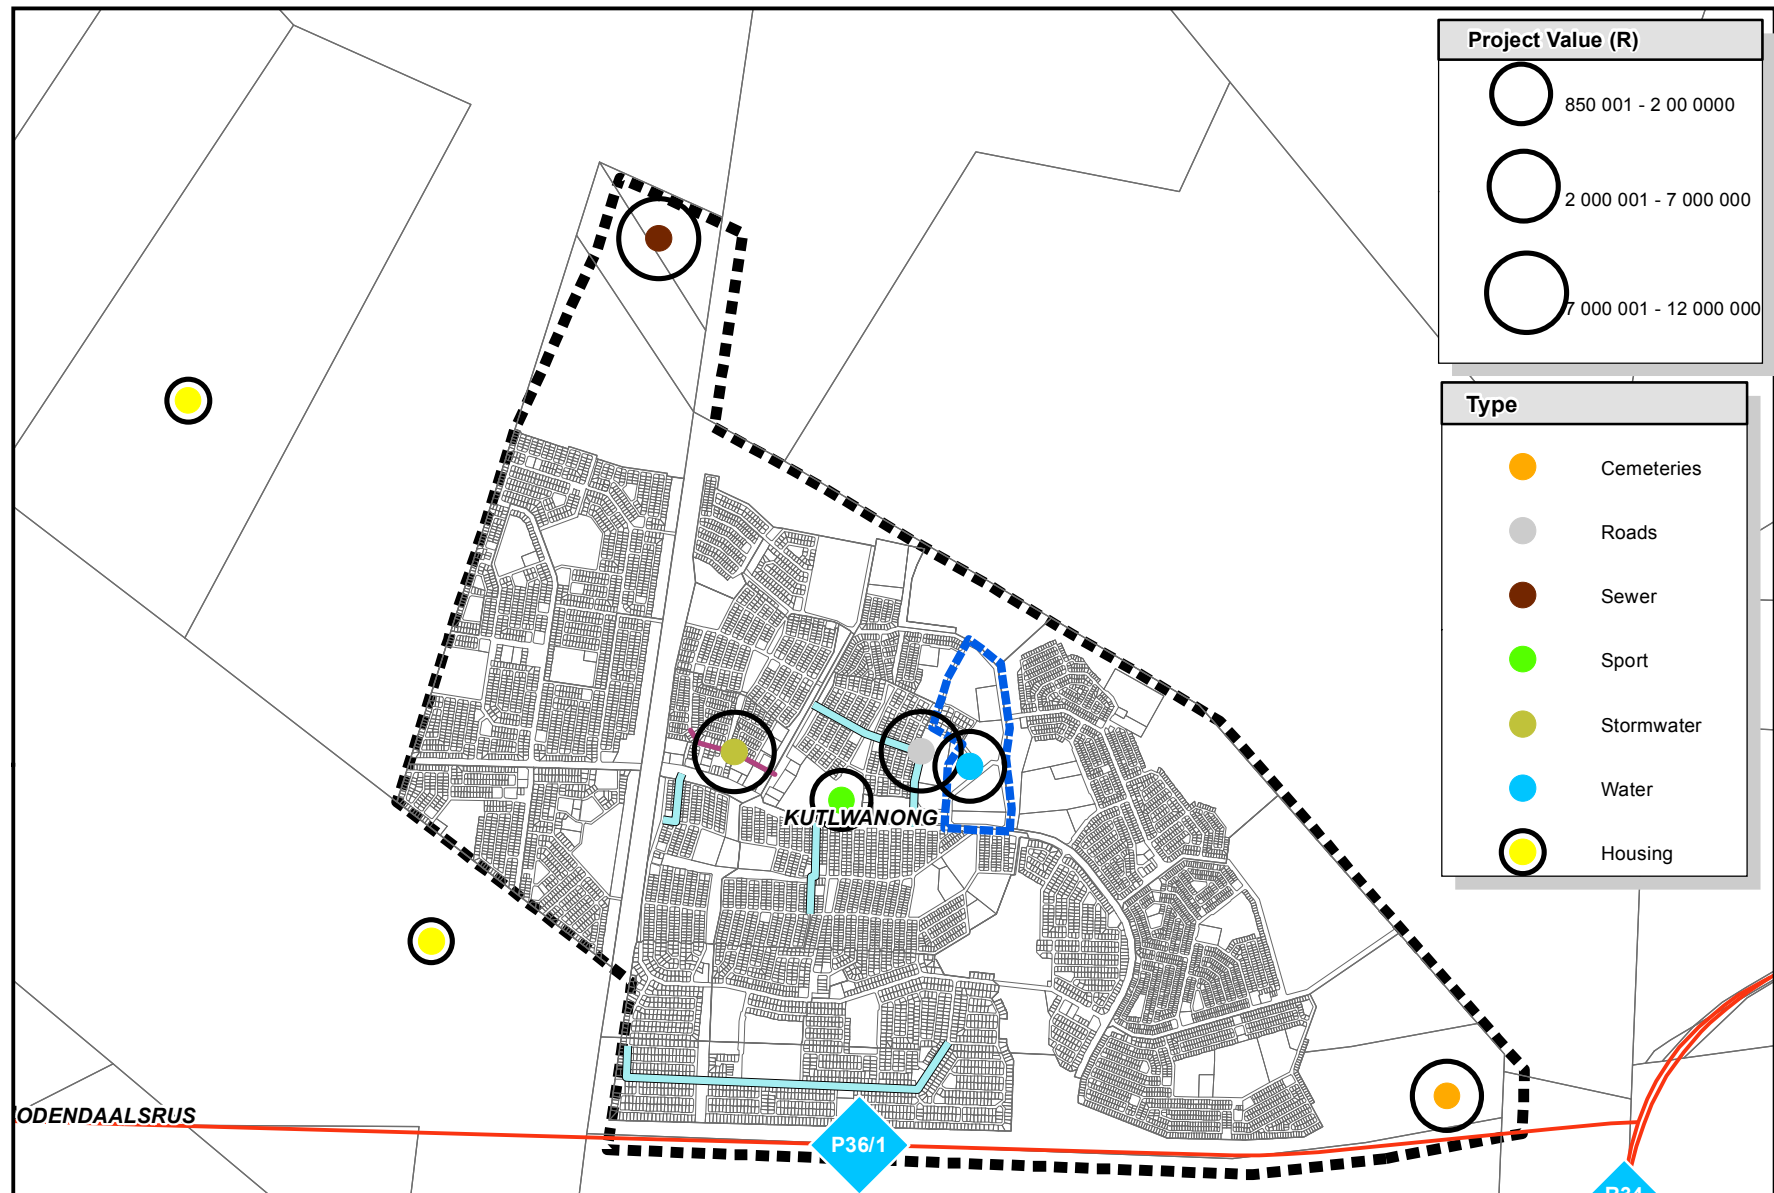 Project Value (R)
850 001 - 2 00 0000
2 000 001 - 7 000 000
7 000 001 - 12 000 000
Type
Cemeteries
Roads
Sewer
Sport
Stormwater
Water
Housing
KUTLWANONG
ODENDAALSRUS
P36/1